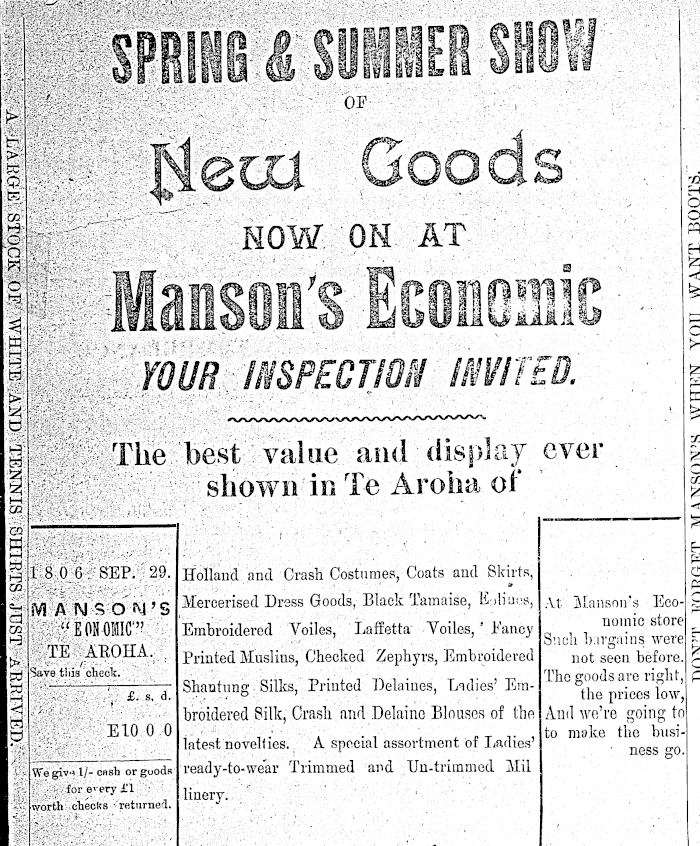 SPRING & SUMMER SHOW
OF
New Goods
NOW ON AT
Manson's Economic
YOUR INSPECTION INVITED.
The best value and display ever
shown in Te Aroha of
A LARGE STOCK OF WHITE AND TENNIS SHIRTS JUST ARRIVED.
1806 SEP. 29.
MANSON'S
"ECONOMIC"
TE AROHA.
Save this check.
£. s. d.
E10 0 0
We give 1/- cash or goods
for every £1
worth checks returned.
Holland and Crash Costumes, Coats and Skirts,
Mercerised Dress Goods, Black Tamaise, Eolines,
Embroidered Voiles, Laffetta Voiles, Fancy
Printed Muslins, Checked Zephyrs, Embroidered
Shantung Silks, Printed Delaines, Ladies' Em-
broidered Silk, Crash and Delaine Blouses of the
latest novelties. A special assortment of Ladies'
ready-to-wear Trimmed and Un-trimmed Mil
linery.
At Manson's Eco-
nomic store
Such bargains were
not seen before.
The goods are right,
the prices low,
And we're going to
to make the busi-
ness go.
DON'T FORGET MANSON'S WHEN YOU WANT BOOTS.